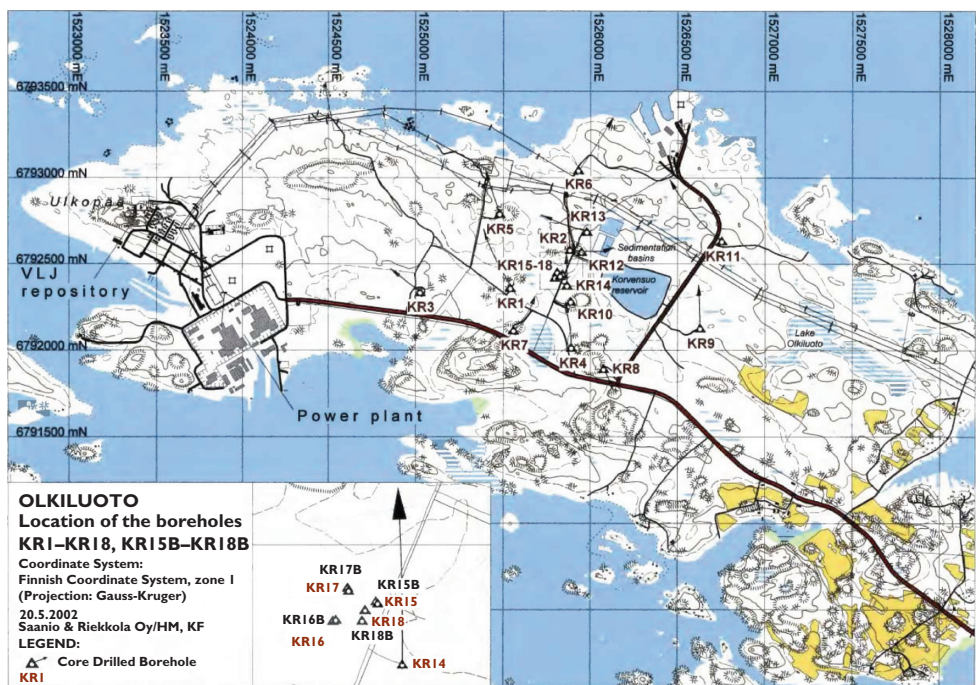 1523000 mE
1523500 mE
1524000 mE
1524500 mE
1525000 mE
1526000 mE
1526500 mE
1527000 mE
1527500 mE
1528000 mE
6793500 mN
6793000 mN
6792500 mN
6792000 mN
6791500 mN
Ulkopää
VLJ
repository
Power plant
KR6
KR13
KR5
KR2
Sedimentation
basins
KR11
KR15-18
KR12
KR14
Korvensuo
reservoir
KR3
KR1
KR10
KR7
KR9
Lake
Olkiluoto
KR4
KR8
OLKILUOTO
Location of the boreholes
KR1–KR18, KR15B–KR18B
Coordinate System:
Finnish Coordinate System, zone 1
(Projection: Gauss-Kruger)
20.5.2002
Saanio & Riekkola Oy/HM, KF
LEGEND:
Core Drilled Borehole
KR1
KR17B
KR17
KR15B
KR15
KR16B
KR18
KR16
KR18B
KR14